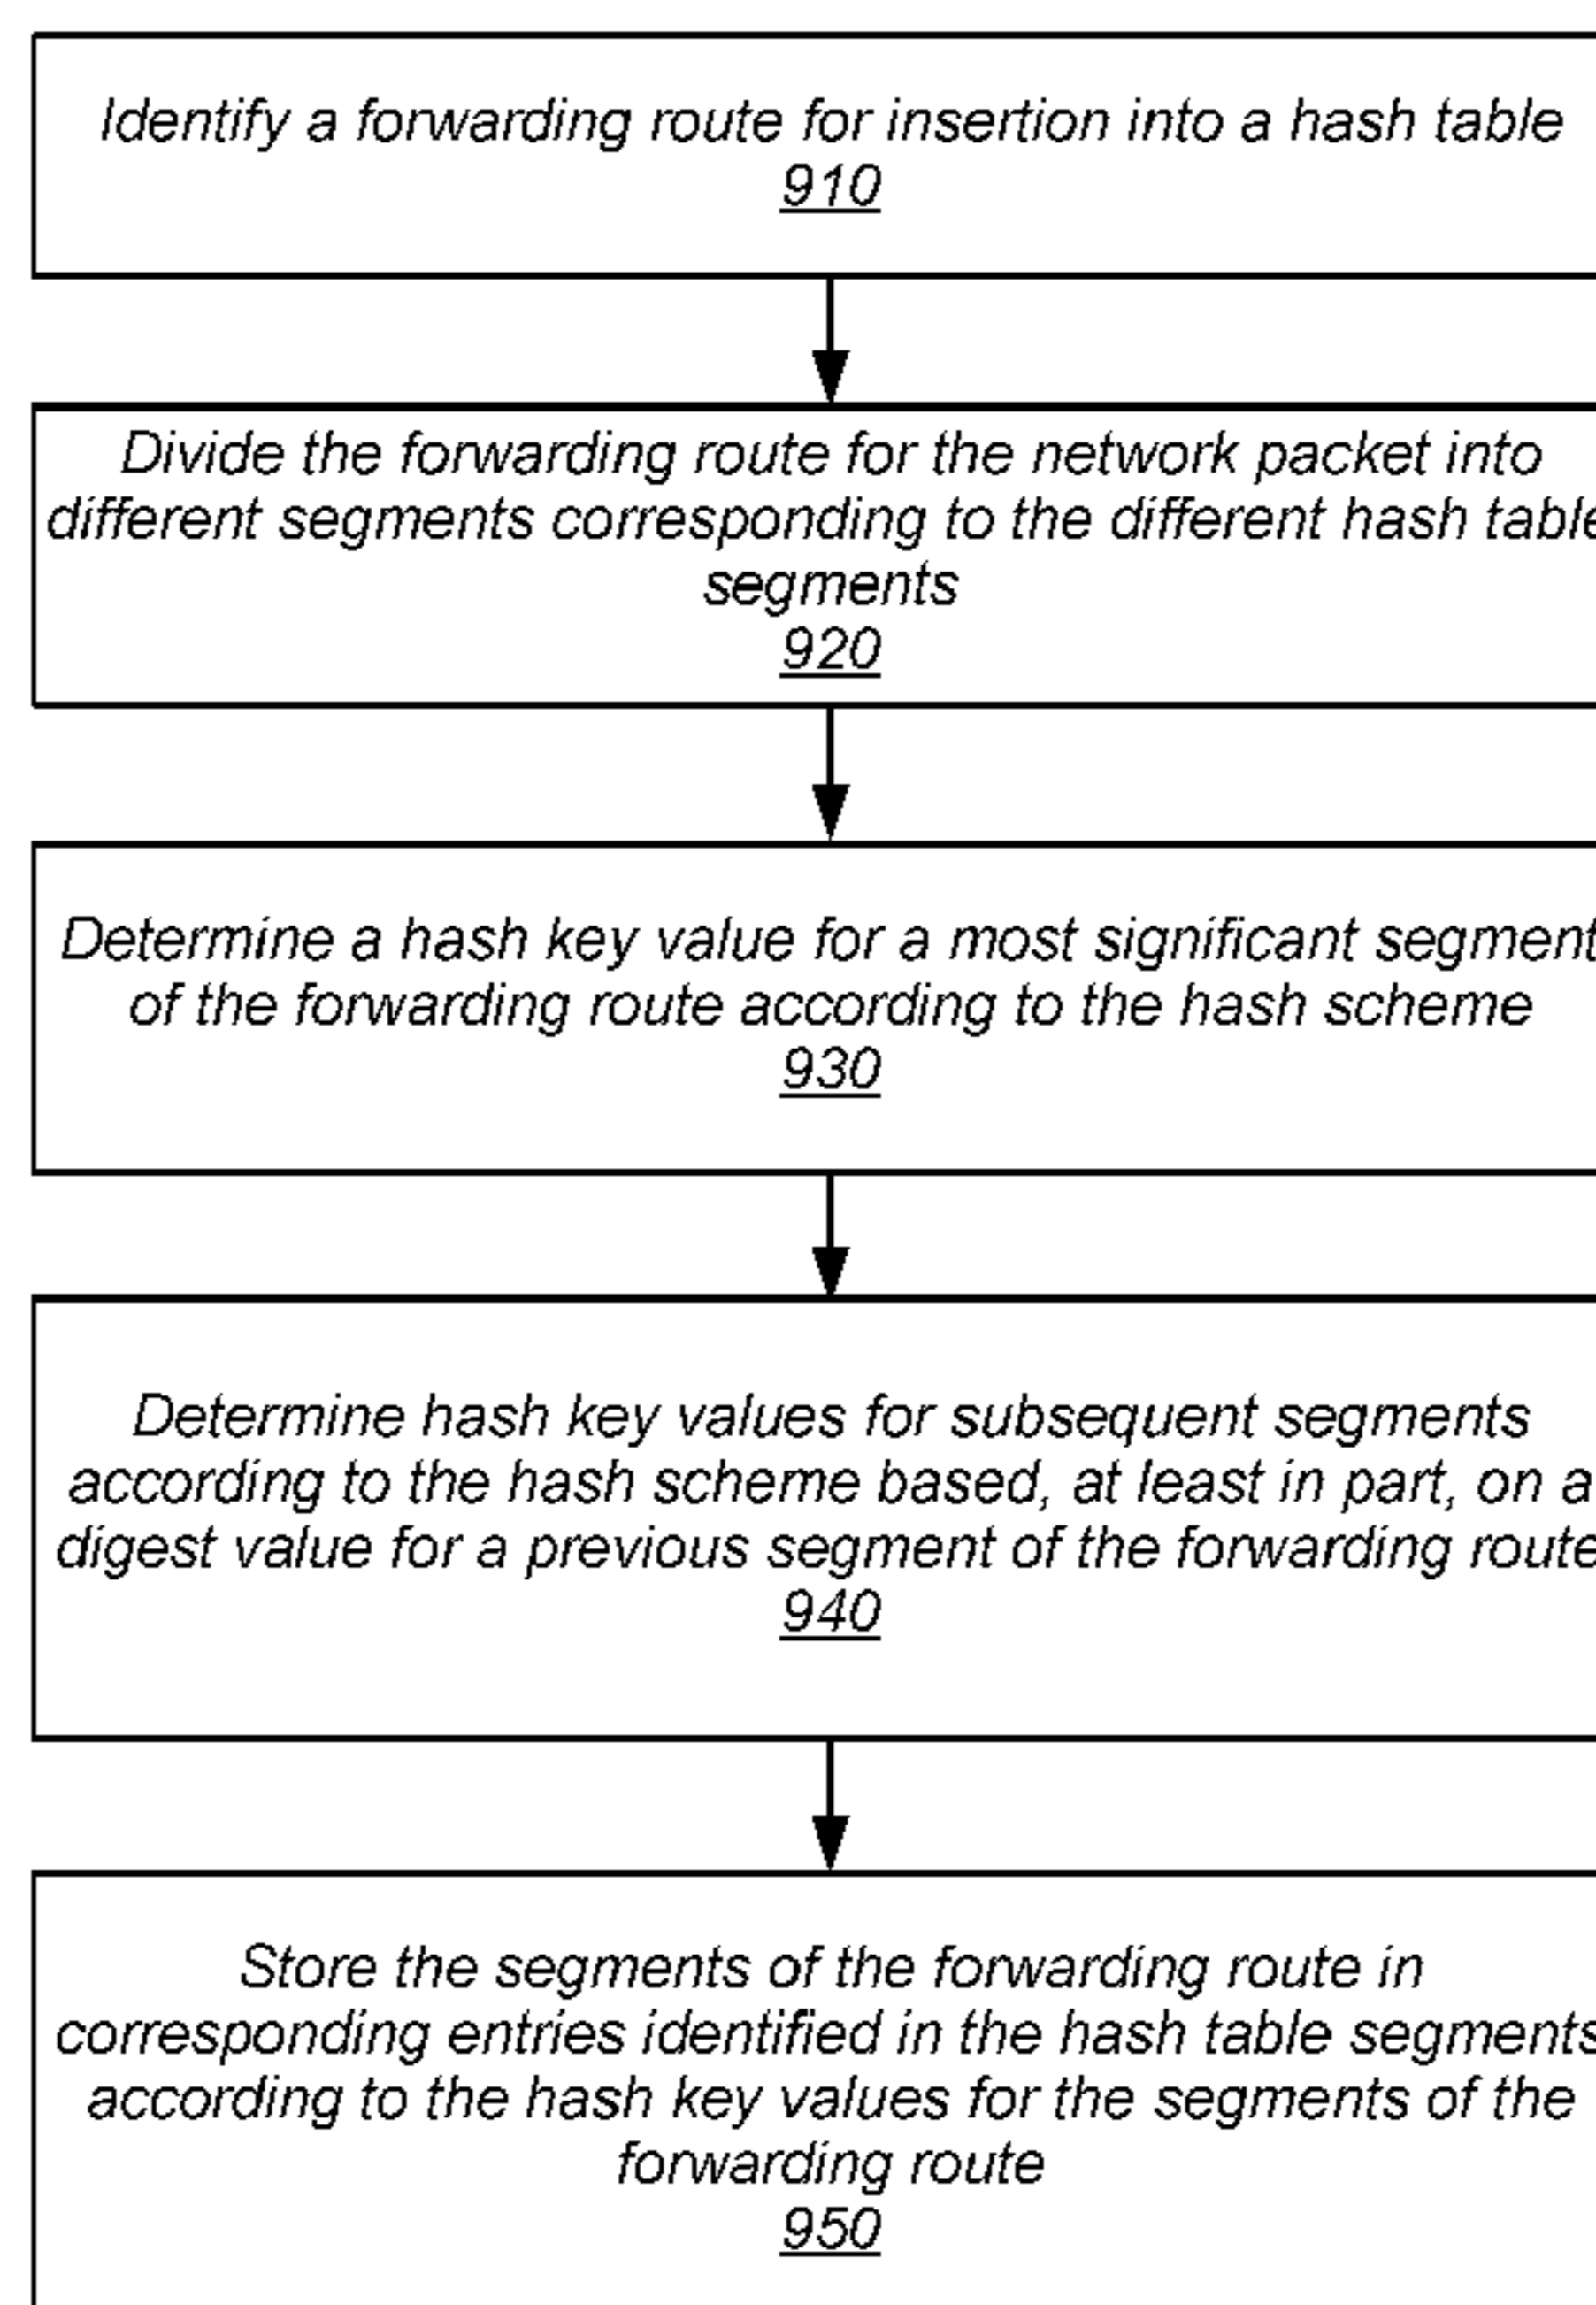 Identify a forwarding route for insertion into a hash table
910
Divide the forwarding route for the network packet into
different segments corresponding to the different hash table
segments
920
Determine a hash key value for a most significant segment
of the forwarding route according to the hash scheme
930
Determine hash key values for subsequent segments
according to the hash scheme based, at least in part, on a
digest value for a previous segment of the forwarding route
940
Store the segments of the forwarding route in
corresponding entries identified in the hash table segments
according to the hash key values for the segments of the
forwarding route
950